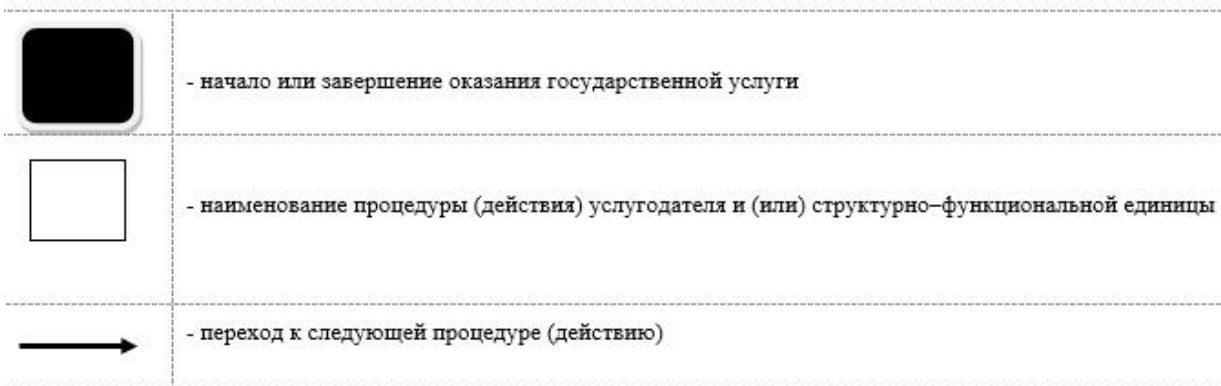 - начало или завершение оказания государственной услуги
- наименование процедуры (действия) услугодателя и (или) структурно–функциональной единицы
- переход к следующей процедуре (действию)